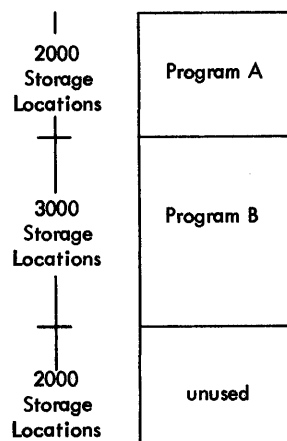 2000
Storage
Locations
Program A
3000
Storage
Locations
Program B
2000
Storage
Locations
unused